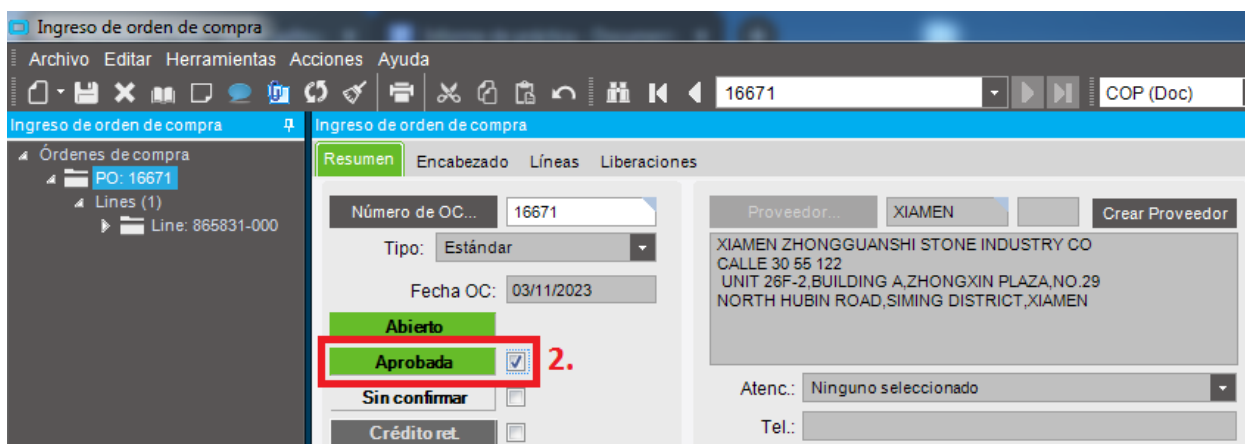 Ingreso de orden de compra
Archivo Editar Herramientas Acciones Ayuda
16671 COP (Doc)
Ingreso de orden de compra Ingreso de orden de compra
Órdenes de compra
PO: 16671
Lines (1)
Line: 865831-000
Resumen Encabezado Líneas Liberaciones
Número de OC... 16671
Tipo: Estándar
Fecha OC: 03/11/2023
Abierto
Aprobada 2.
Sin confirmar
Crédito ret.
Proveedor... XIAMEN Crear Proveedor
XIAMEN ZHONGGUANSHI STONE INDUSTRY CO
CALLE 30 55 122
UNIT 26F-2,BUILDING A,ZHONGXIN PLAZA,NO.29
NORTH HUBIN ROAD,SIMING DISTRICT,XIAMEN
Atenc.: Ninguno seleccionado
Tel.: